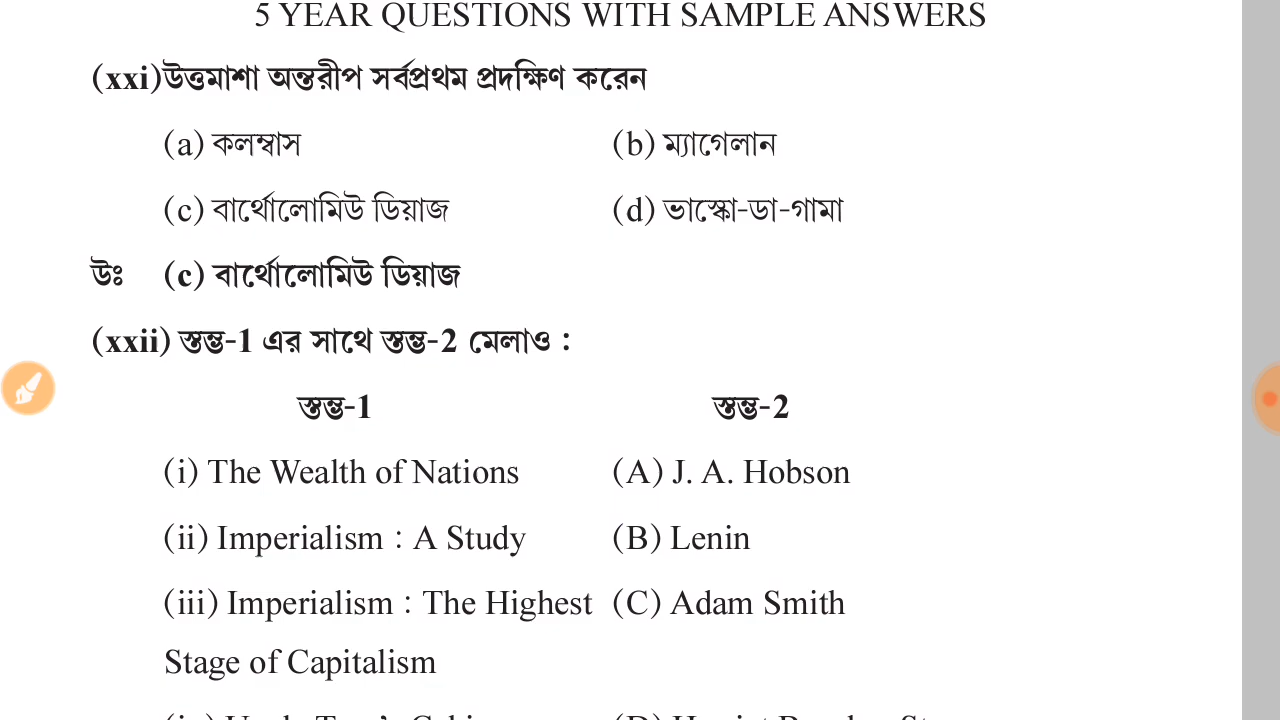 5 YEAR QUESTIONS WITH SAMPLE ANSWERS
(xxi)উত্তমাশা অন্তরীপ সর্বপ্রথম প্রদক্ষিণ করেন
(a) কলম্বাস (b) ম্যাগেলান
(c) বার্থোলোমিউ ডিয়াজ (d) ভাস্কো-ডা-গামা
উঃ (c) বার্থোলোমিউ ডিয়াজ
(xxii) স্তম্ভ-1 এর সাথে স্তম্ভ-2 মেলাও :
স্তম্ভ-1 স্তম্ভ-2
(i) The Wealth of Nations (A) J. A. Hobson
(ii) Imperialism : A Study (B) Lenin
(iii) Imperialism : The Highest (C) Adam Smith
Stage of Capitalism